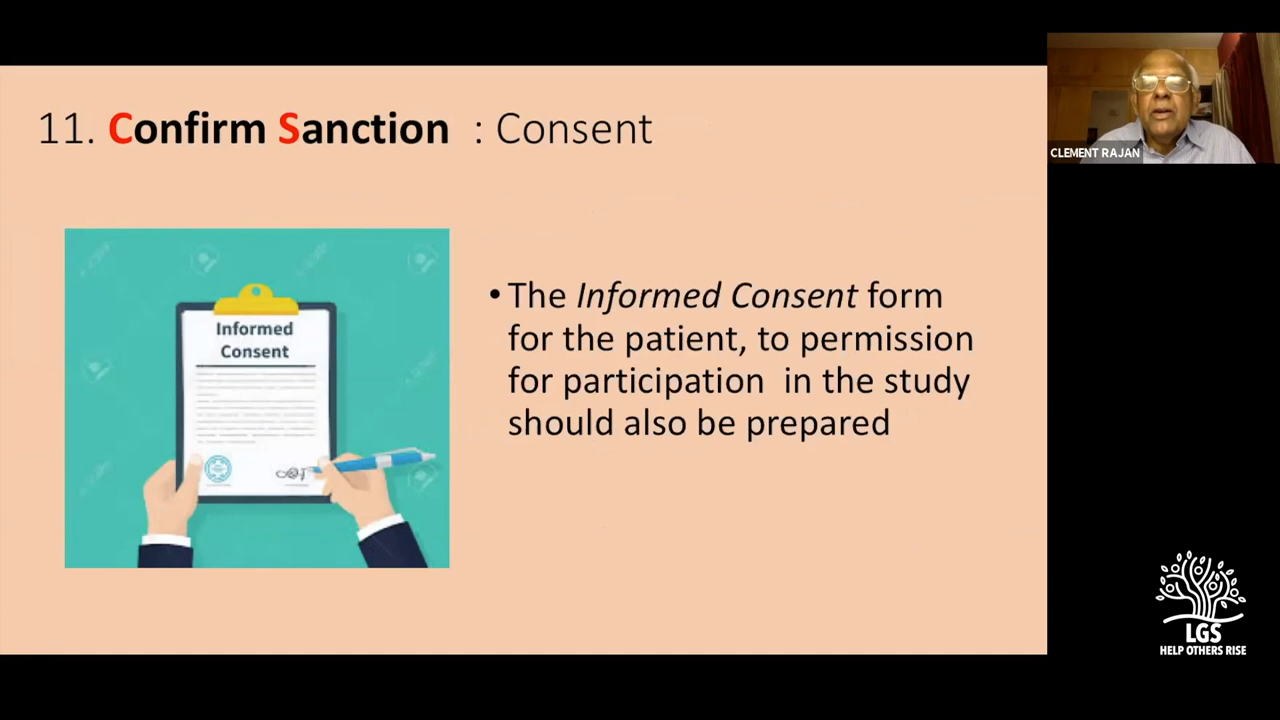 11. Confirm Sanction : Consent
CLEMENT RAJAN
Informed
Consent
• The Informed Consent form
for the patient, to permission
for participation in the study
should also be prepared
LGS
HELP OTHERS RISE